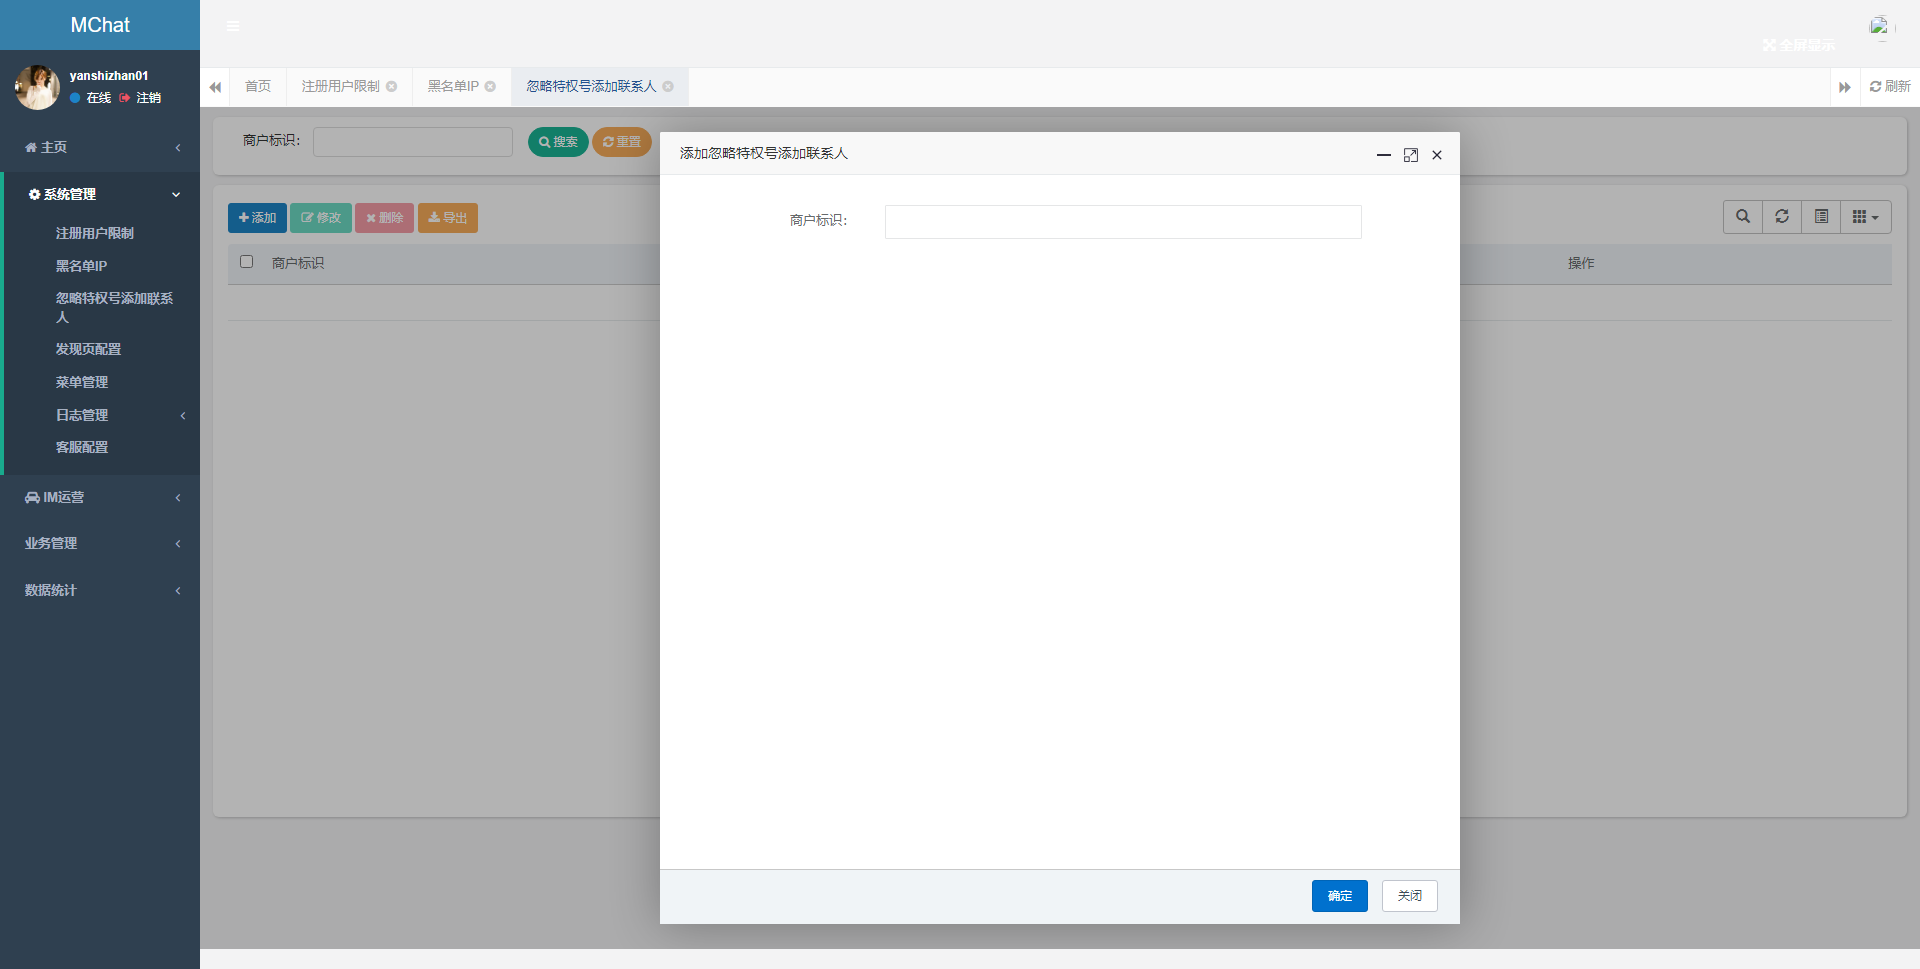 MChat
yanshizhan01
在线 注销
主页
系统管理
注册用户限制
黑名单IP
忽略特权号添加联系
人
发现页配置
菜单管理
日志管理
客服配置
IM运营
业务管理
数据统计
全屏显示
首页 注册用户限制 黑名单IP 忽略特权号添加联系人 刷新
商户标识： 搜索 重置
添加 修改 删除 导出
商户标识 操作
添加忽略特权号添加联系人
商户标识：
确定 关闭